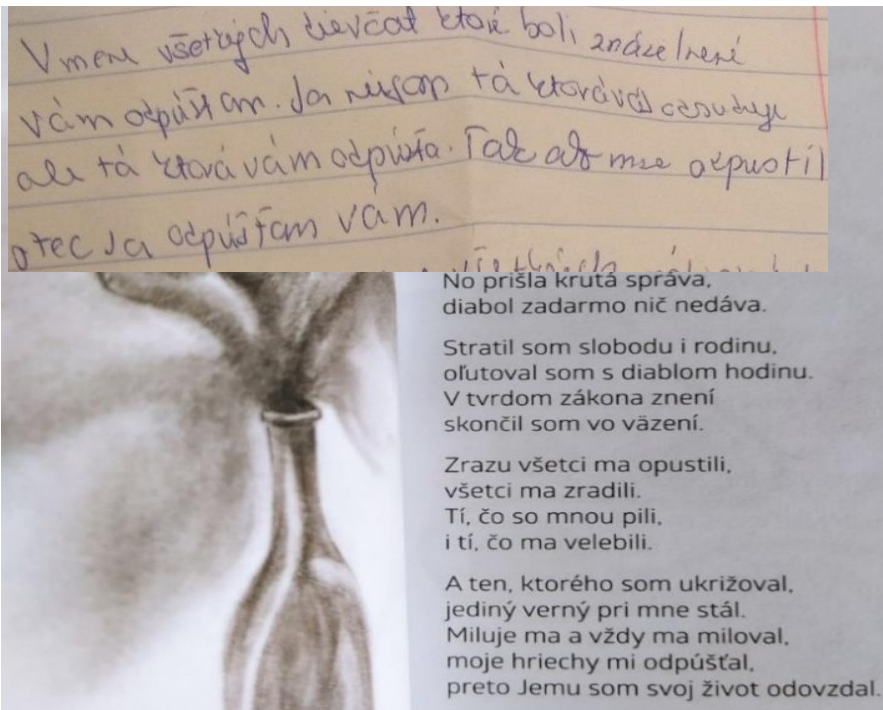 V mene všetkých dievčat ktoré boli znásilnené
vám odpúšťam. Ja niesom tá ktorá vás odsudzuje
ale tá ktorá vám odpúšťa. Tak ako mne odpustil
otec Ja odpúšťam vám.
No prišla krutá správa,
diabol zadarmo nič nedáva.
Stratil som slobodu i rodinu,
oľutoval som s diablom hodinu.
V tvrdom zákona znení
skončil som vo väzení.
Zrazu všetci ma opustili,
všetci ma zradili.
Tí, čo so mnou pili,
i tí, čo ma velebili.
A ten, ktorého som ukrižoval,
jediný verný pri mne stál.
Miluje ma a vždy ma miloval,
moje hriechy mi odpúšťal,
preto Jemu som svoj život odovzdal.